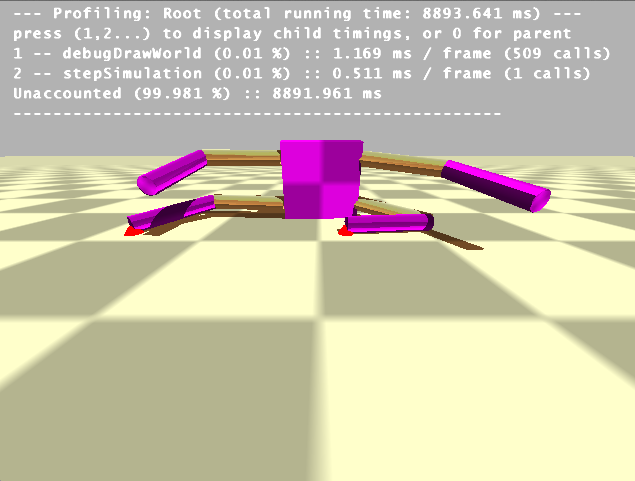 --- Profiling: Root (total running time: 8893.641 ms) ---
press (1,2...) to display child timings, or 0 for parent
1 -- debugDrawWorld (0.01 %) :: 1.169 ms / frame (509 calls)
2 -- stepSimulation (0.01 %) :: 0.511 ms / frame (1 calls)
Unaccounted (99.981 %) :: 8891.961 ms
-------------------------------------------------